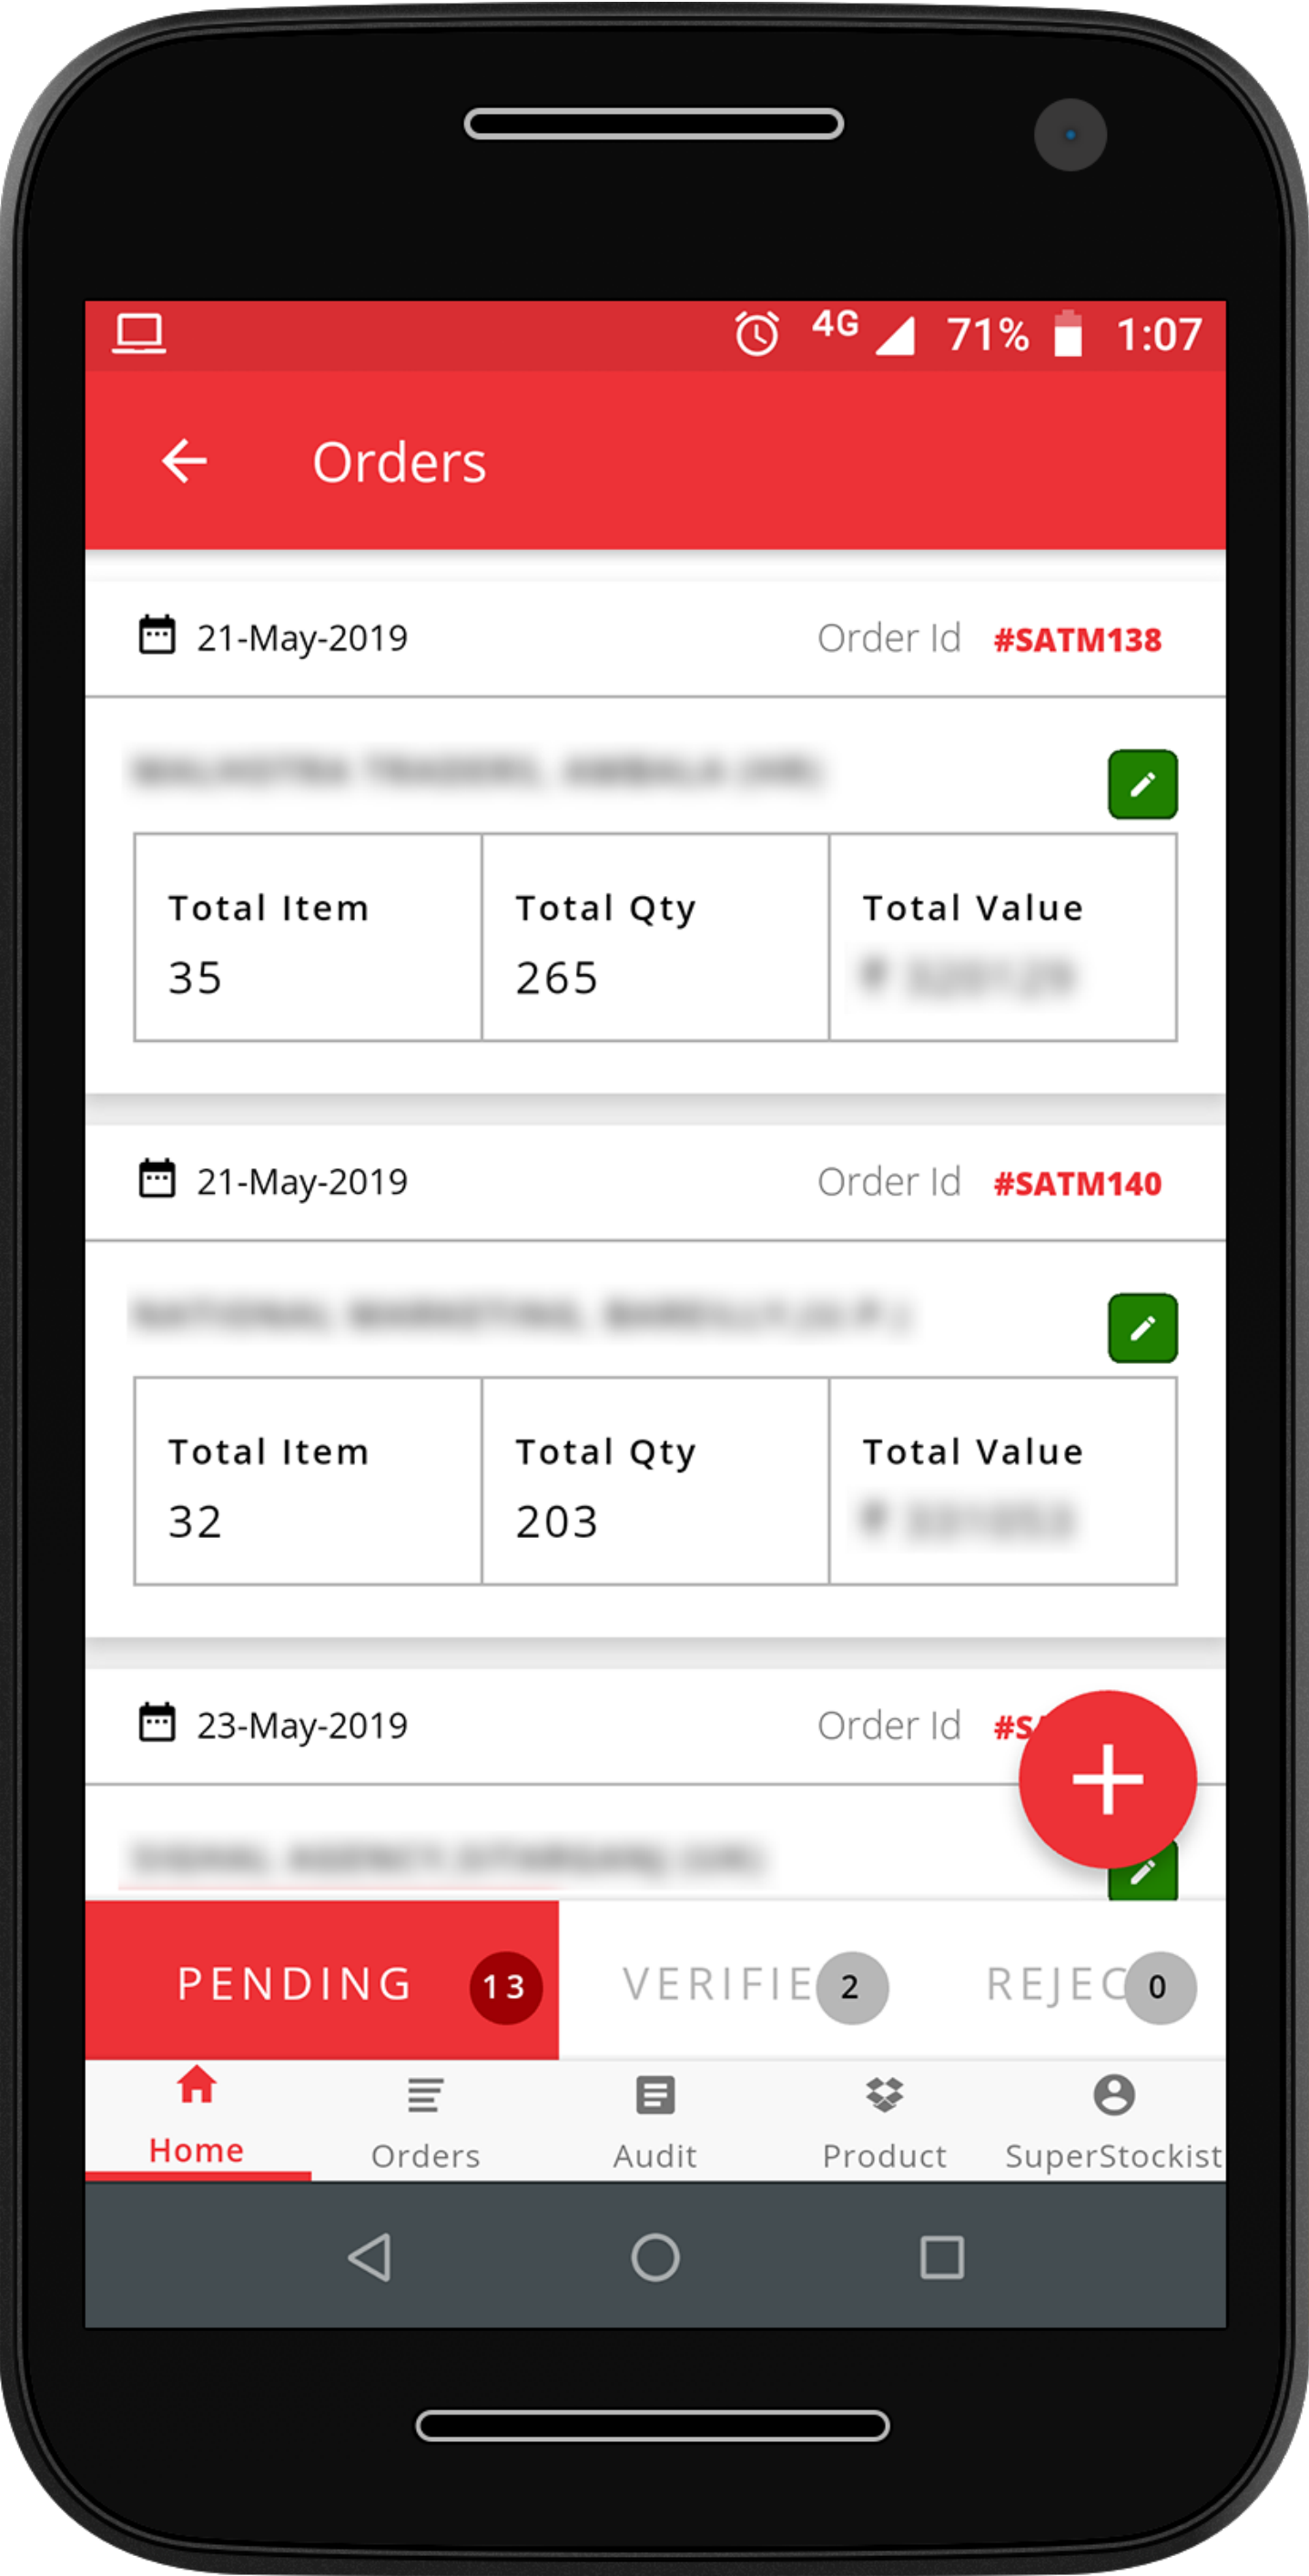 4G 71% 1:07
Orders
21-May-2019 Order Id #SATM138
Total Item Total Qty Total Value
35 265
21-May-2019 Order Id #SATM140
Total Item Total Qty Total Value
32 203
23-May-2019 Order Id #S
PENDING 13 VERIFIE 2 REJEC 0
Home Orders Audit Product SuperStockist